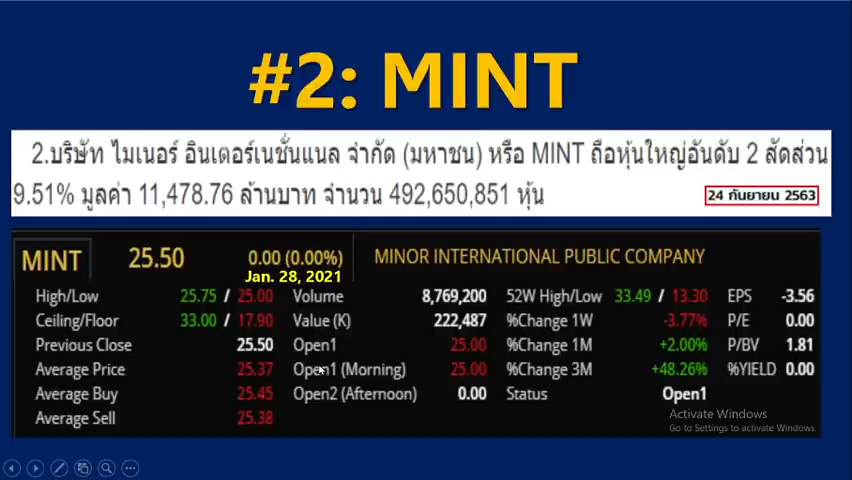 #2: MINT
2.บริษัท ไมเนอร์ อินเตอร์เนชั่นแนล จำกัด (มหาชน) หรือ MINT ถือหุ้นใหญ่อันดับ 2 สัดส่วน
9.51% มูลค่า 11,478.76 ล้านบาท จำนวน 492,650,851 หุ้น
24 กันยายน 2563
MINT 25.50 0.00 (0.00%) MINOR INTERNATIONAL PUBLIC COMPANY
Jan. 28, 2021
High/Low 25.75 / 25.00 Volume 8,769,200 52W High/Low 33.49 / 13.30 EPS -3.56
Ceiling/Floor 33.00 / 17.90 Value (K) 222,487 %Change 1W -3.77% P/E 0.00
Previous Close 25.50 Open1 25.00 %Change 1M +2.00% P/BV 1.81
Average Price 25.37 Open1 (Morning) 25.00 %Change 3M +48.26% %YIELD 0.00
Average Buy 25.45 Open2 (Afternoon) 0.00 Status Open1
Average Sell 25.38
Activate Windows
Go to Settings to activate Windows.